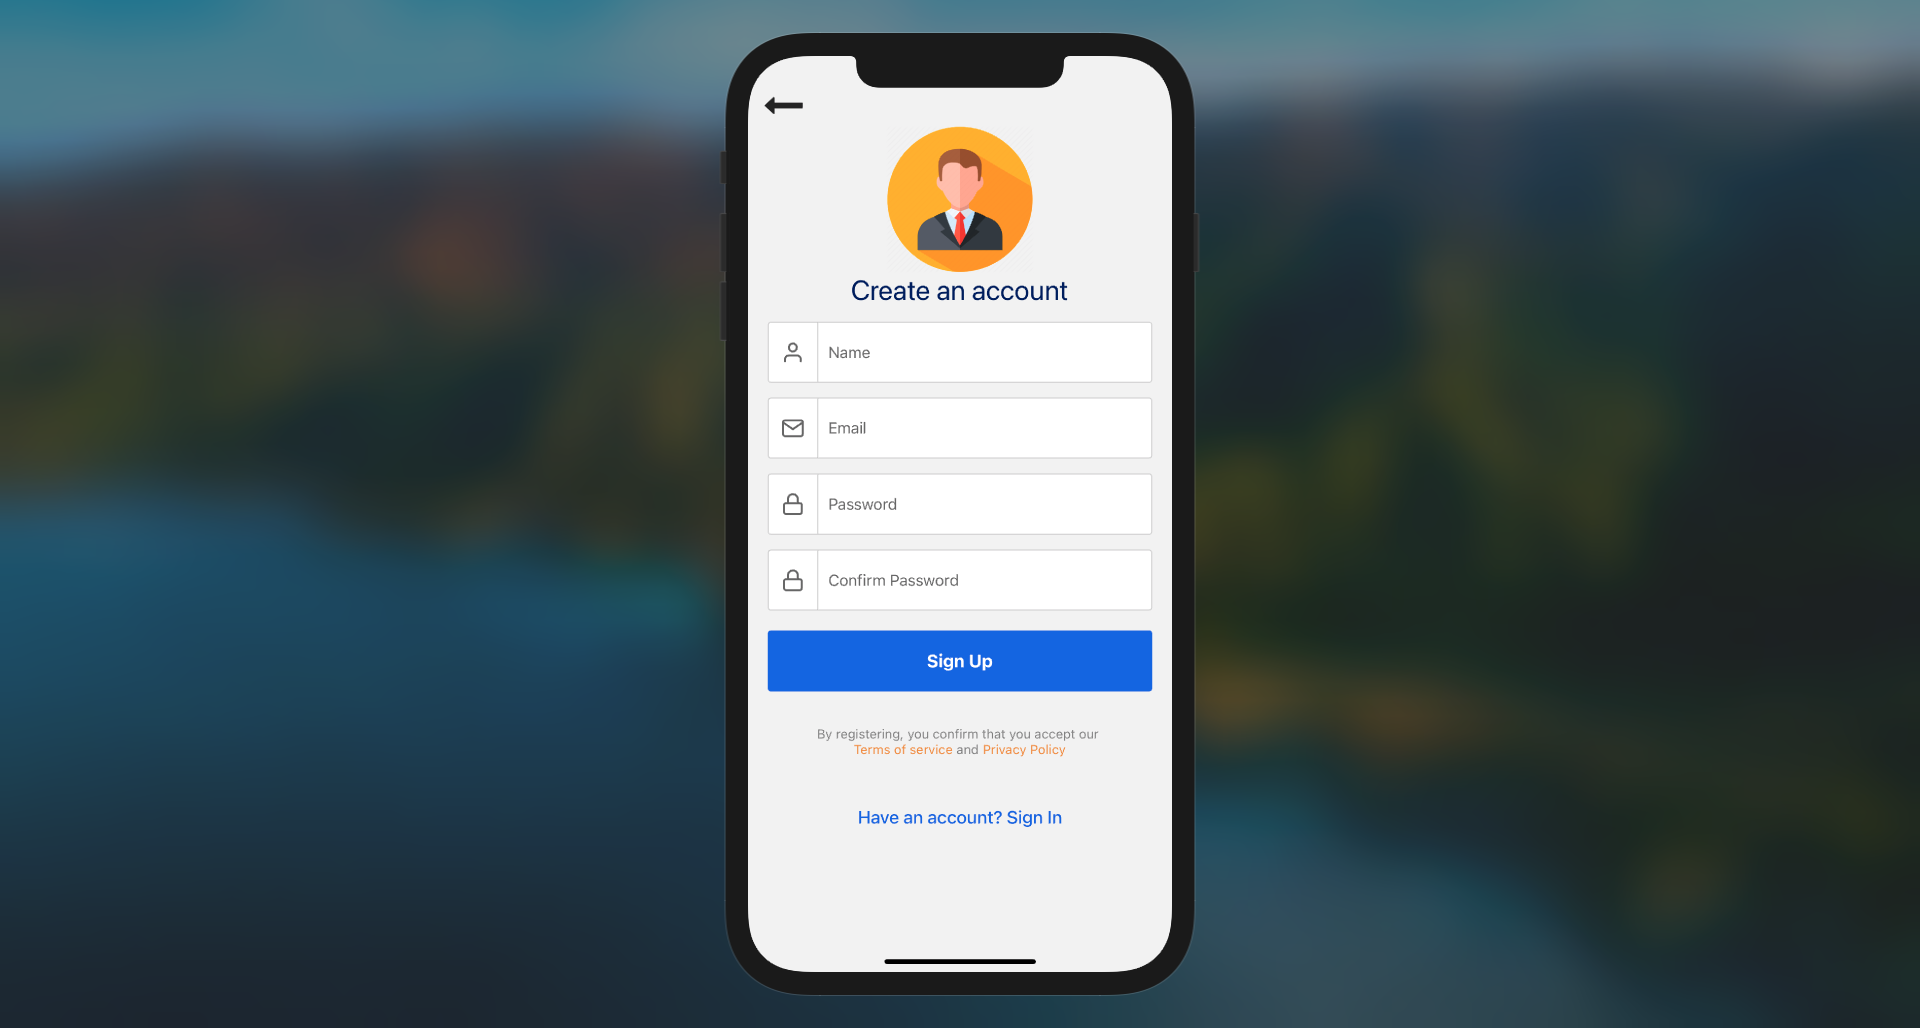 Create an account
Name
Email
Password
Confirm Password
Sign Up
By registering, you confirm that you accept our
Terms of service and Privacy Policy
Have an account? Sign In